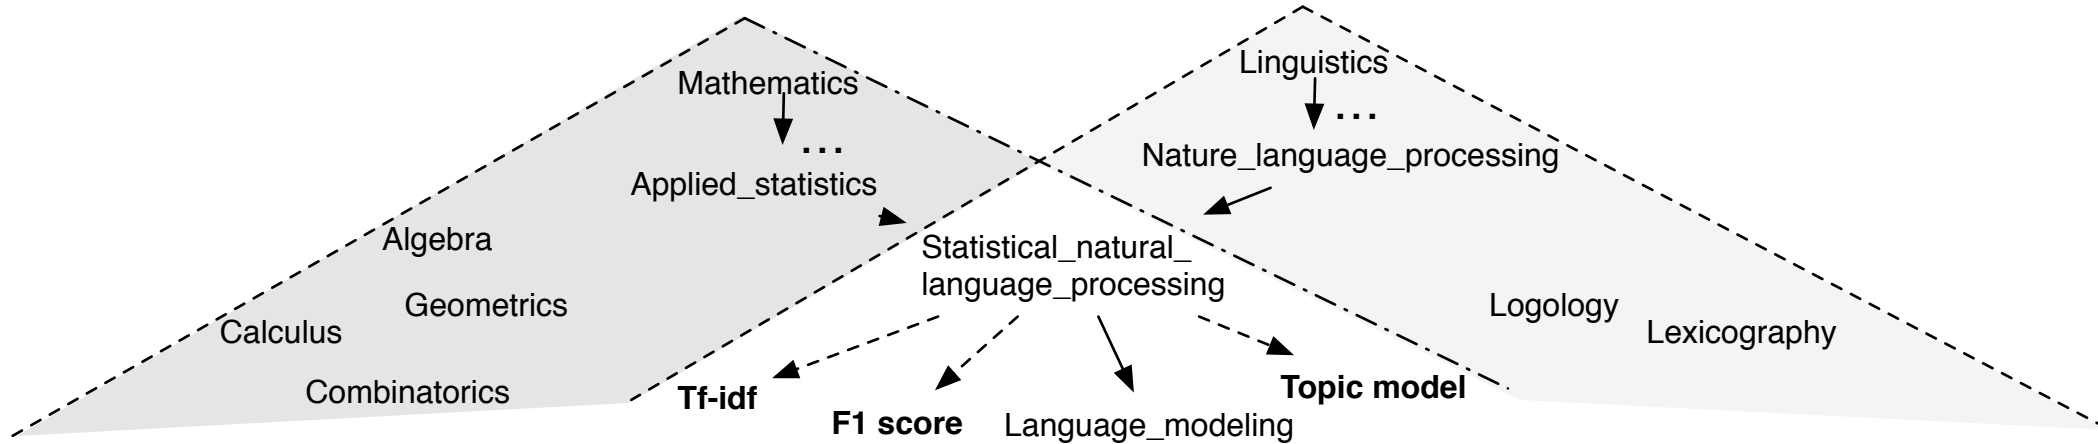 Linguistics
Mathematics
...
...
Nature_language_processing
Applied_statistics
Algebra
Statistical_natural_
language_processing
Geometrics
Logology
Calculus
Lexicography
Combinatorics
Tf-idf
Topic model
F1 score
Language_modeling